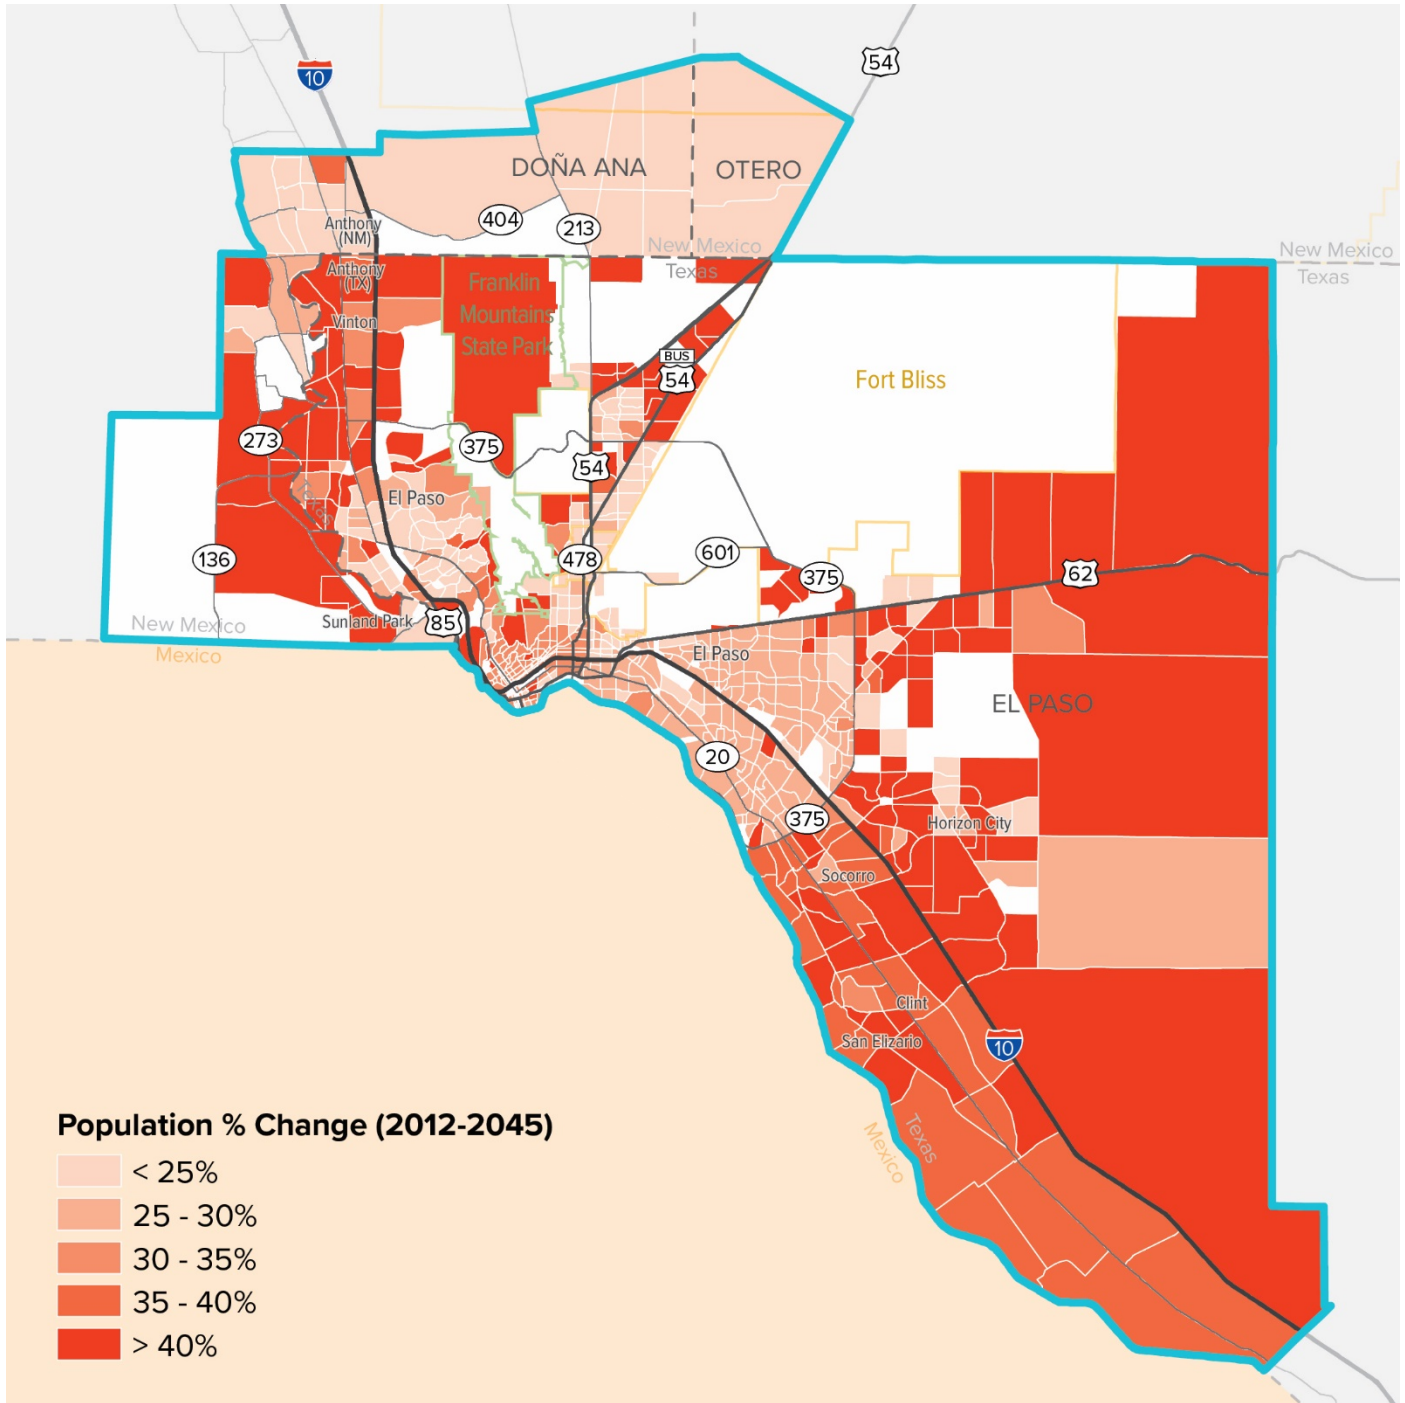 10
54
DOÑA ANA
OTERO
404
213
Anthony
(NM)
New Mexico
Texas
New Mexico
Texas
Anthony
(TX)
Franklin
Mountains
State Park
Vinton
BUS
54
Fort Bliss
273
375
54
El Paso
Texas
136
478
601
375
62
Sunland Park
85
New Mexico
Mexico
El Paso
EL PASO
20
375
Horizon City
Socorro
Clint
San Elizario
10
Texas
Mexico
Population % Change (2012-2045)
< 25%
25 - 30%
30 - 35%
35 - 40%
> 40%